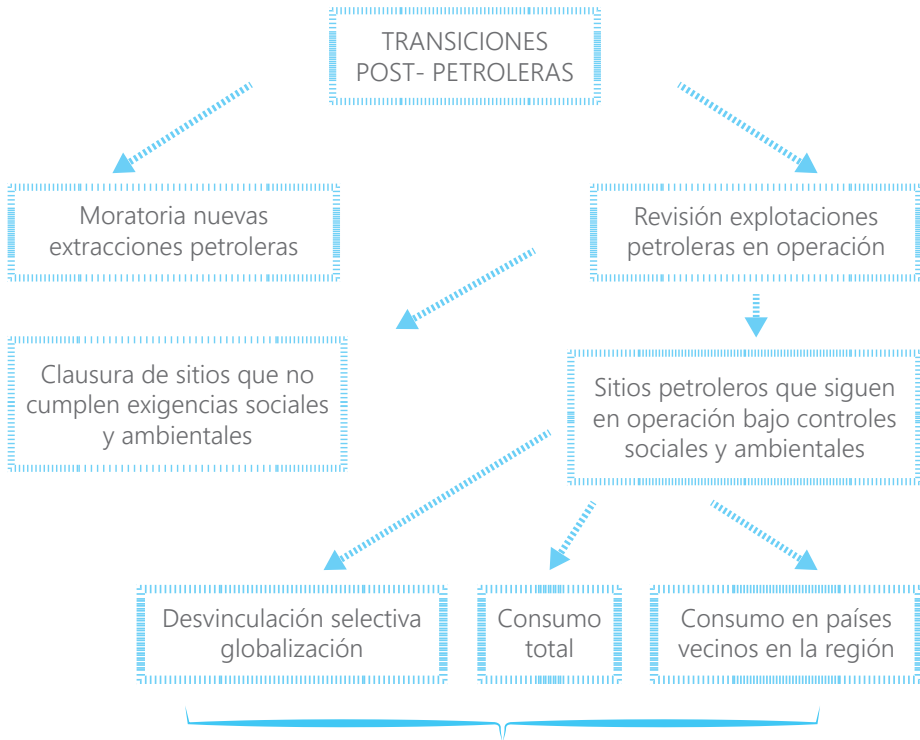 TRANSICIONES
POST- PETROLERAS
Moratoria nuevas
extracciones petroleras
Revisión explotaciones
petroleras en operación
Clausura de sitios que no
cumplen exigencias sociales
y ambientales
Sitios petroleros que siguen
en operación bajo controles
sociales y ambientales
Desvinculación selectiva
globalización
Consumo
total
Consumo en países
vecinos en la región